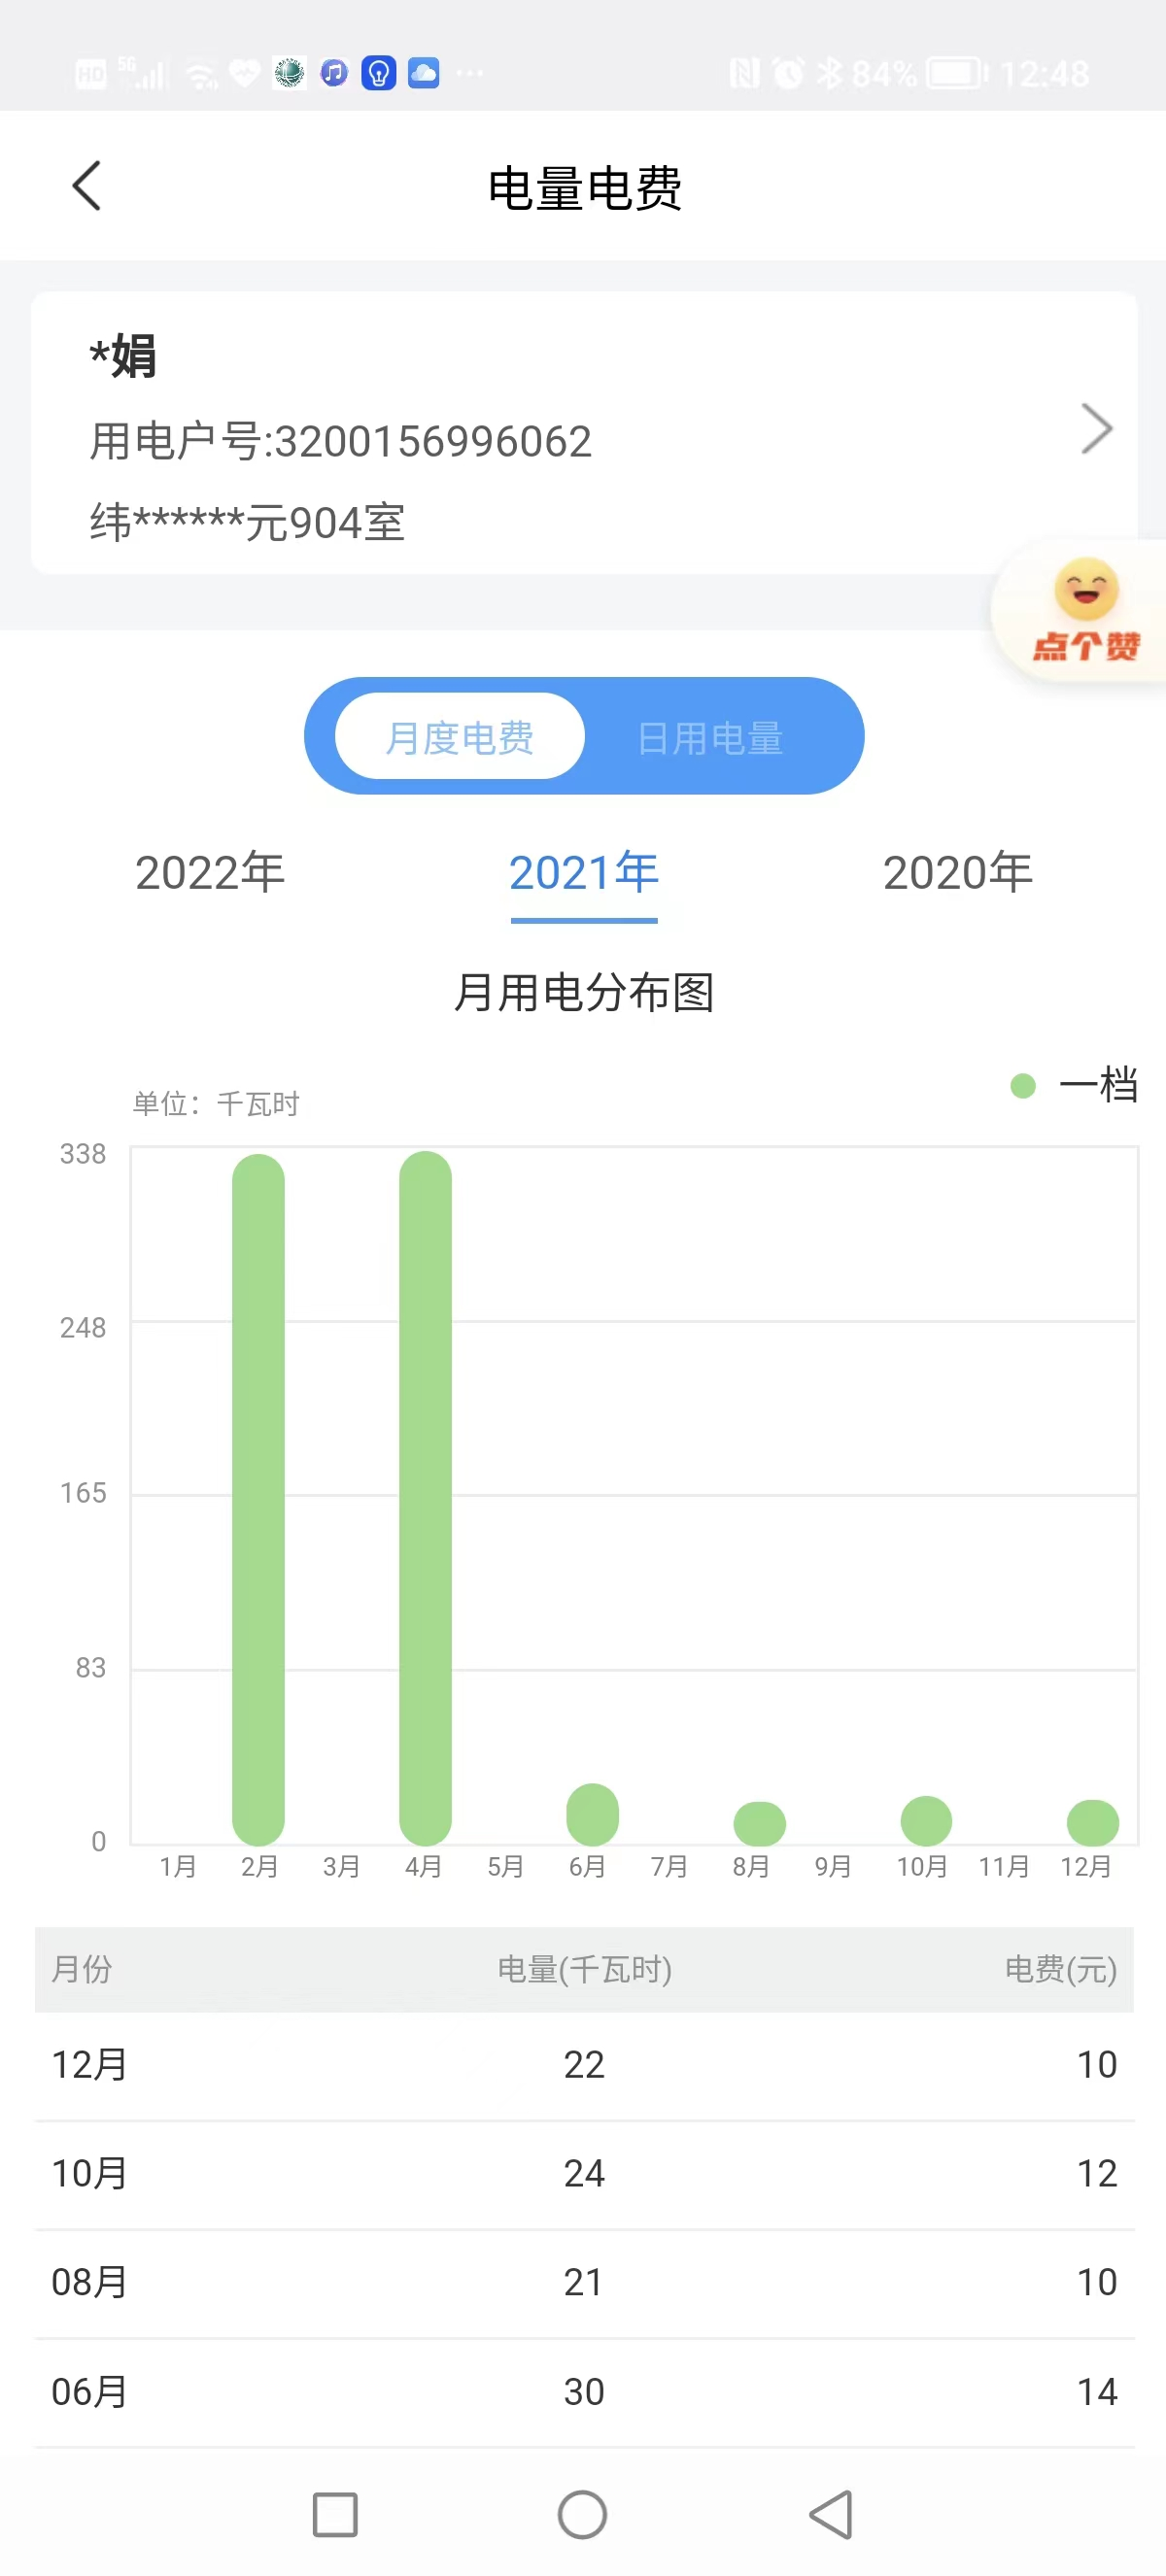 HD 5G 84% 12:48
电量电费
*娟
用电户号:3200156996062
纬******元904室
点个赞
月度电费 日用电量
2022年 2021年 2020年
月用电分布图
一档
单位：千瓦时
338
248
165
83
0
1月 2月 3月 4月 5月 6月 7月 8月 9月 10月 11月 12月
月份 电量(千瓦时) 电费(元)
12月 22 10
10月 24 12
08月 21 10
06月 30 14